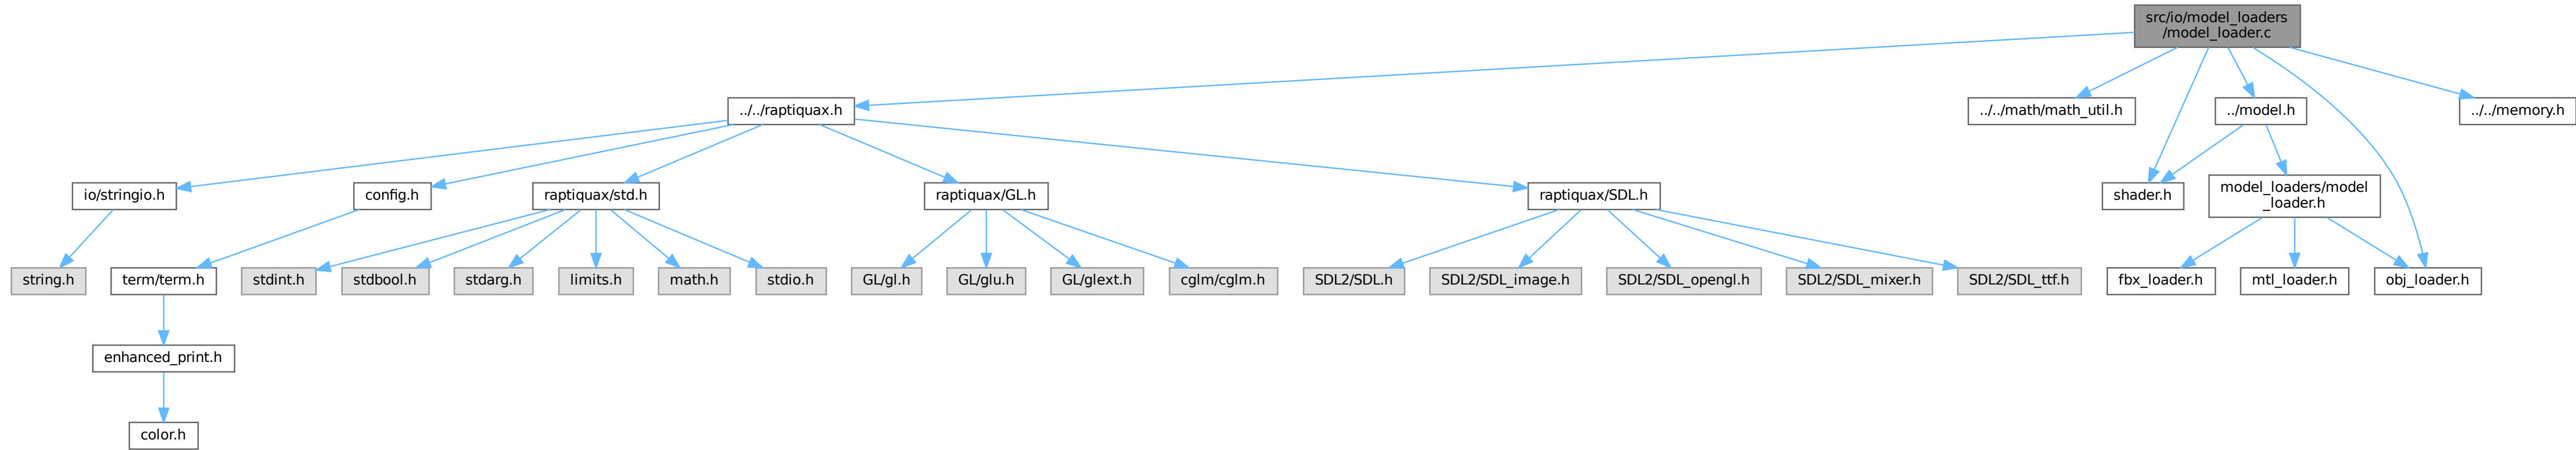 src/io/model_loaders
/model_loader.c
../../raptiquax.h
../../math/math_util.h
../model.h
../../memory.h
io/stringio.h
config.h
raptiquax/std.h
raptiquax/GL.h
raptiquax/SDL.h
shader.h
model_loaders/model
_loader.h
string.h
term/term.h
stdint.h
stdbool.h
stdarg.h
limits.h
math.h
stdio.h
GL/gl.h
GL/glu.h
GL/glext.h
cglm/cglm.h
SDL2/SDL.h
SDL2/SDL_image.h
SDL2/SDL_opengl.h
SDL2/SDL_mixer.h
SDL2/SDL_ttf.h
fbx_loader.h
mtl_loader.h
obj_loader.h
enhanced_print.h
color.h